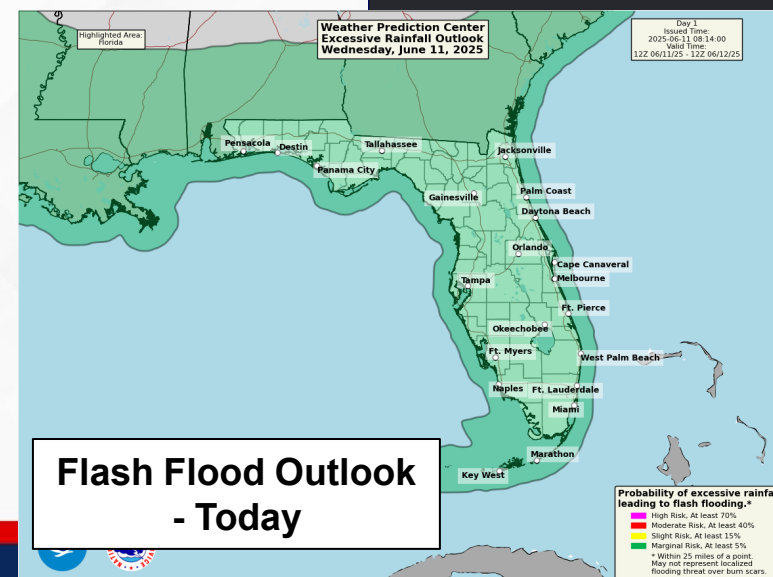 Highlighted Area:
Florida
Weather Prediction Center
Excessive Rainfall Outlook
Wednesday, June 11, 2025
Day 1
Issued Time:
2025-06-11 08:14:00
Valid Time:
12Z 06/11/25 - 12Z 06/12/25
Pensacola
Destin
Tallahassee
Jacksonville
Panama City
Gainesville
Palm Coast
Daytona Beach
Orlando
Cape Canaveral
Tampa
Melbourne
Ft. Pierce
Okeechobee
Ft. Myers
West Palm Beach
Naples
Ft. Lauderdale
Miami
Marathon
Key West
Flash Flood Outlook
- Today
Probability of excessive rainfa
leading to flash flooding.*
High Risk, At least 70%
Moderate Risk, At least 40%
Slight Risk, At least 15%
Marginal Risk, At least 5%
* Within 25 miles of a point.
May not represent localized
flooding threat over burn scars.